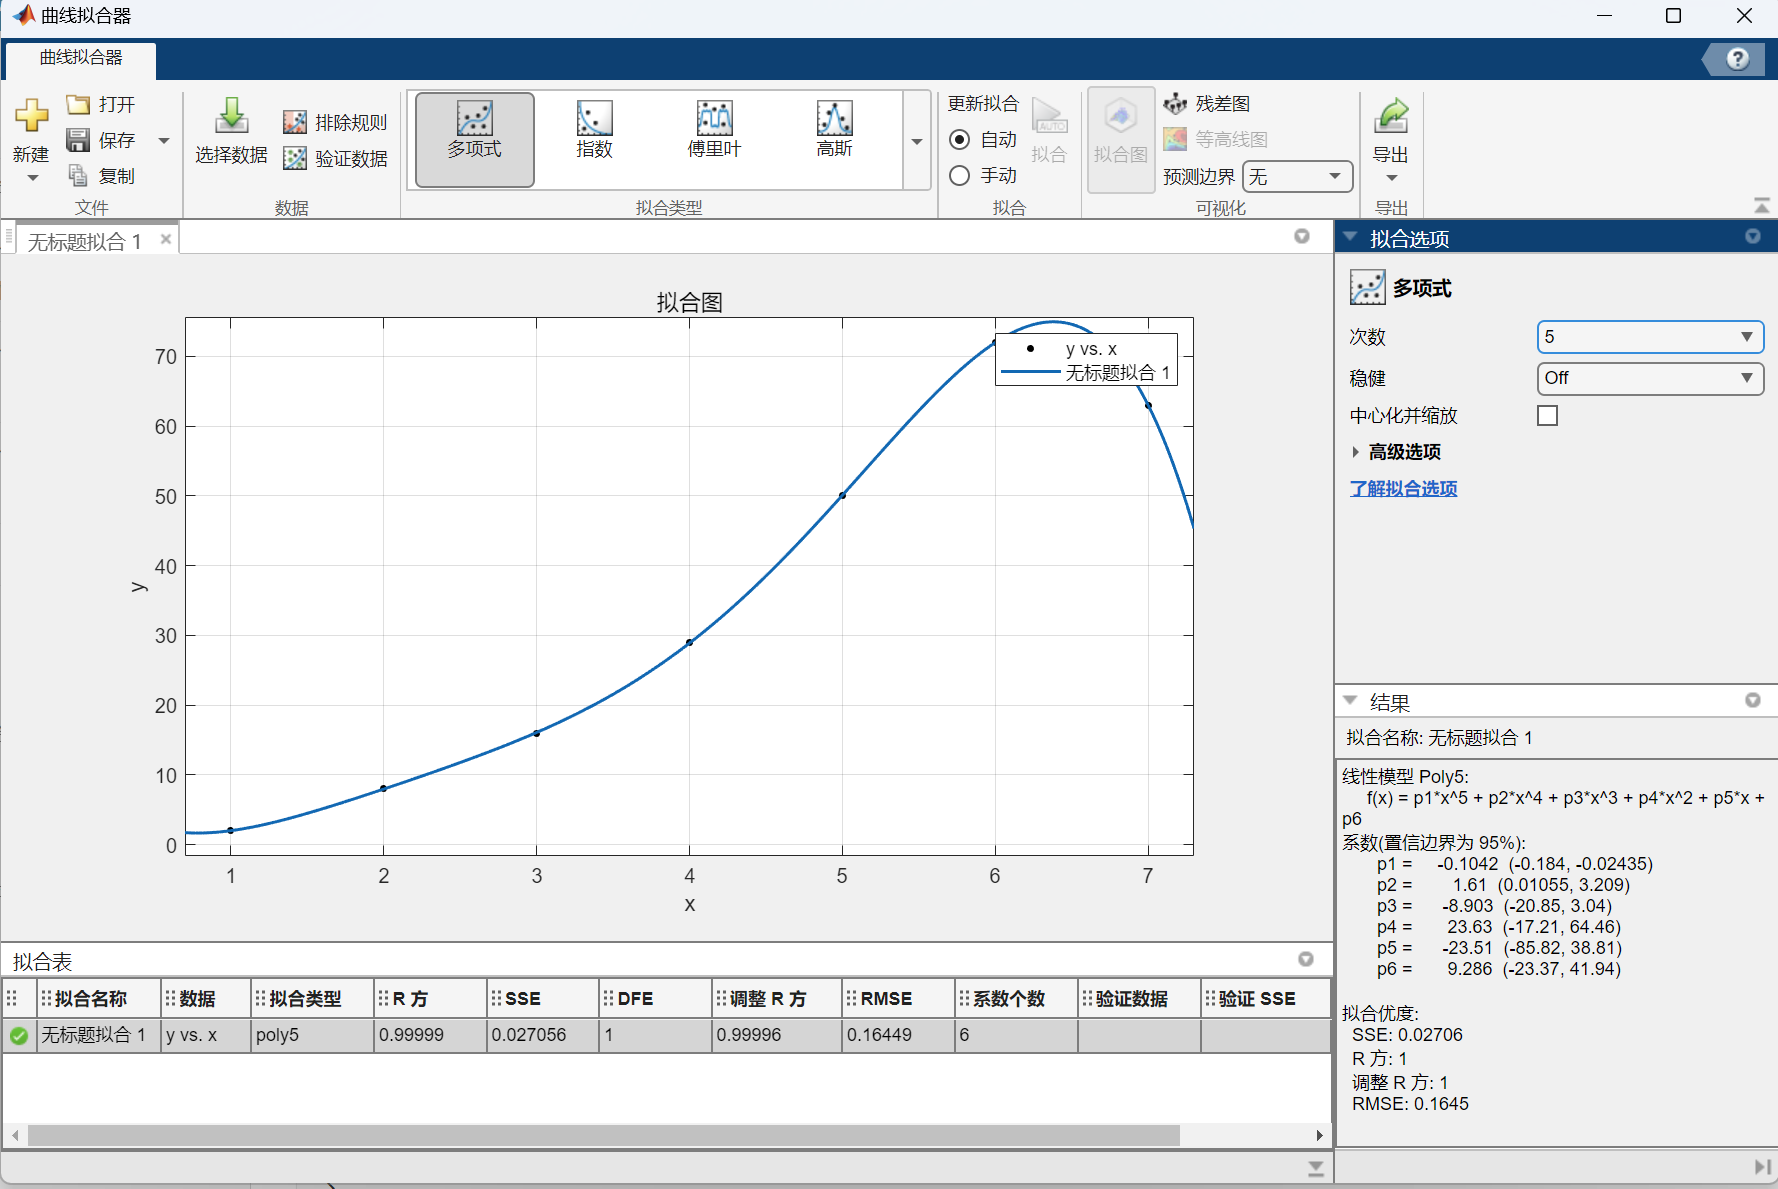 曲线拟合器
曲线拟合器
?
新建
打开
保存
复制
文件
选择数据
排除规则
验证数据
数据
多项式
指数
傅里叶
高斯
拟合类型
更新拟合
自动
手动
AUTO
拟合
拟合
拟合图
残差图
等高线图
预测边界 无
可视化
导出
导出
无标题拟合 1
拟合图
y vs. x
无标题拟合 1
70
60
50
40
30
20
10
0
y
1 2 3 4 5 6 7
x
拟合表
拟合名称 数据 拟合类型 R 方 SSE DFE 调整 R 方 RMSE 系数个数 验证数据 验证 SSE
无标题拟合 1 y vs. x poly5 0.99999 0.027056 1 0.99996 0.16449 6
拟合选项
多项式
次数 5
稳健 Off
中心化并缩放
高级选项
了解拟合选项
结果
拟合名称: 无标题拟合 1
线性模型 Poly5:
f(x) = p1*x^5 + p2*x^4 + p3*x^3 + p4*x^2 + p5*x +
p6
系数(置信边界为 95%):
p1 = -0.1042 (-0.184, -0.02435)
p2 = 1.61 (0.01055, 3.209)
p3 = -8.903 (-20.85, 3.04)
p4 = 23.63 (-17.21, 64.46)
p5 = -23.51 (-85.82, 38.81)
p6 = 9.286 (-23.37, 41.94)
拟合优度:
SSE: 0.02706
R 方: 1
调整 R 方: 1
RMSE: 0.1645